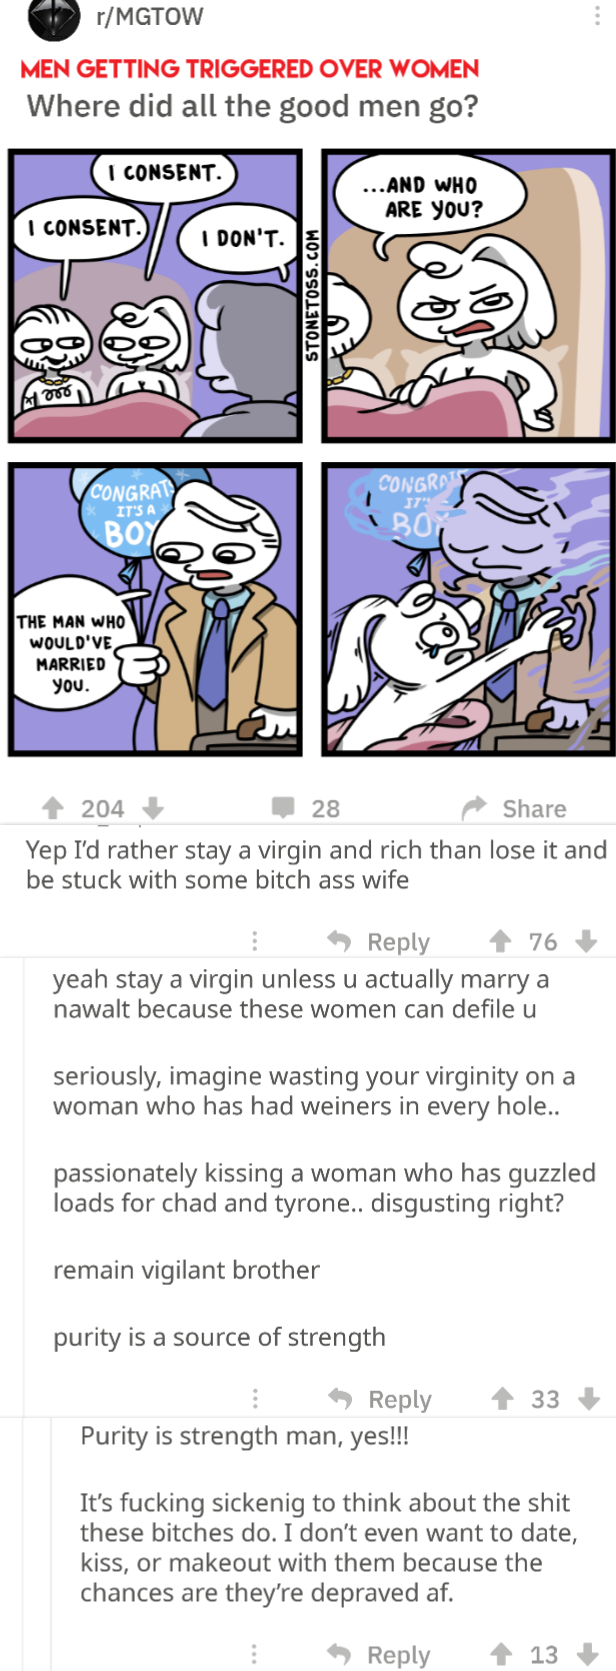 r/MGTOW
MEN GETTING TRIGGERED OVER WOMEN
Where did all the good men go?
I CONSENT.
I CONSENT.
I DON'T.
STONETOSS.COM
...AND WHO
ARE YOU?
CONGRATS
IT'S A
BOY
THE MAN WHO
WOULD'VE
MARRIED
YOU.
CONGRATS
IT'
BOY
204
28
Share
Yep I'd rather stay a virgin and rich than lose it and
be stuck with some bitch ass wife
Reply 76
yeah stay a virgin unless u actually marry a
nawalt because these women can defile u
seriously, imagine wasting your virginity on a
woman who has had weiners in every hole..
passionately kissing a woman who has guzzled
loads for chad and tyrone.. disgusting right?
remain vigilant brother
purity is a source of strength
Reply 33
Purity is strength man, yes!!!
It's fucking sickenig to think about the shit
these bitches do. I don't even want to date,
kiss, or makeout with them because the
chances are they're depraved af.
Reply 13